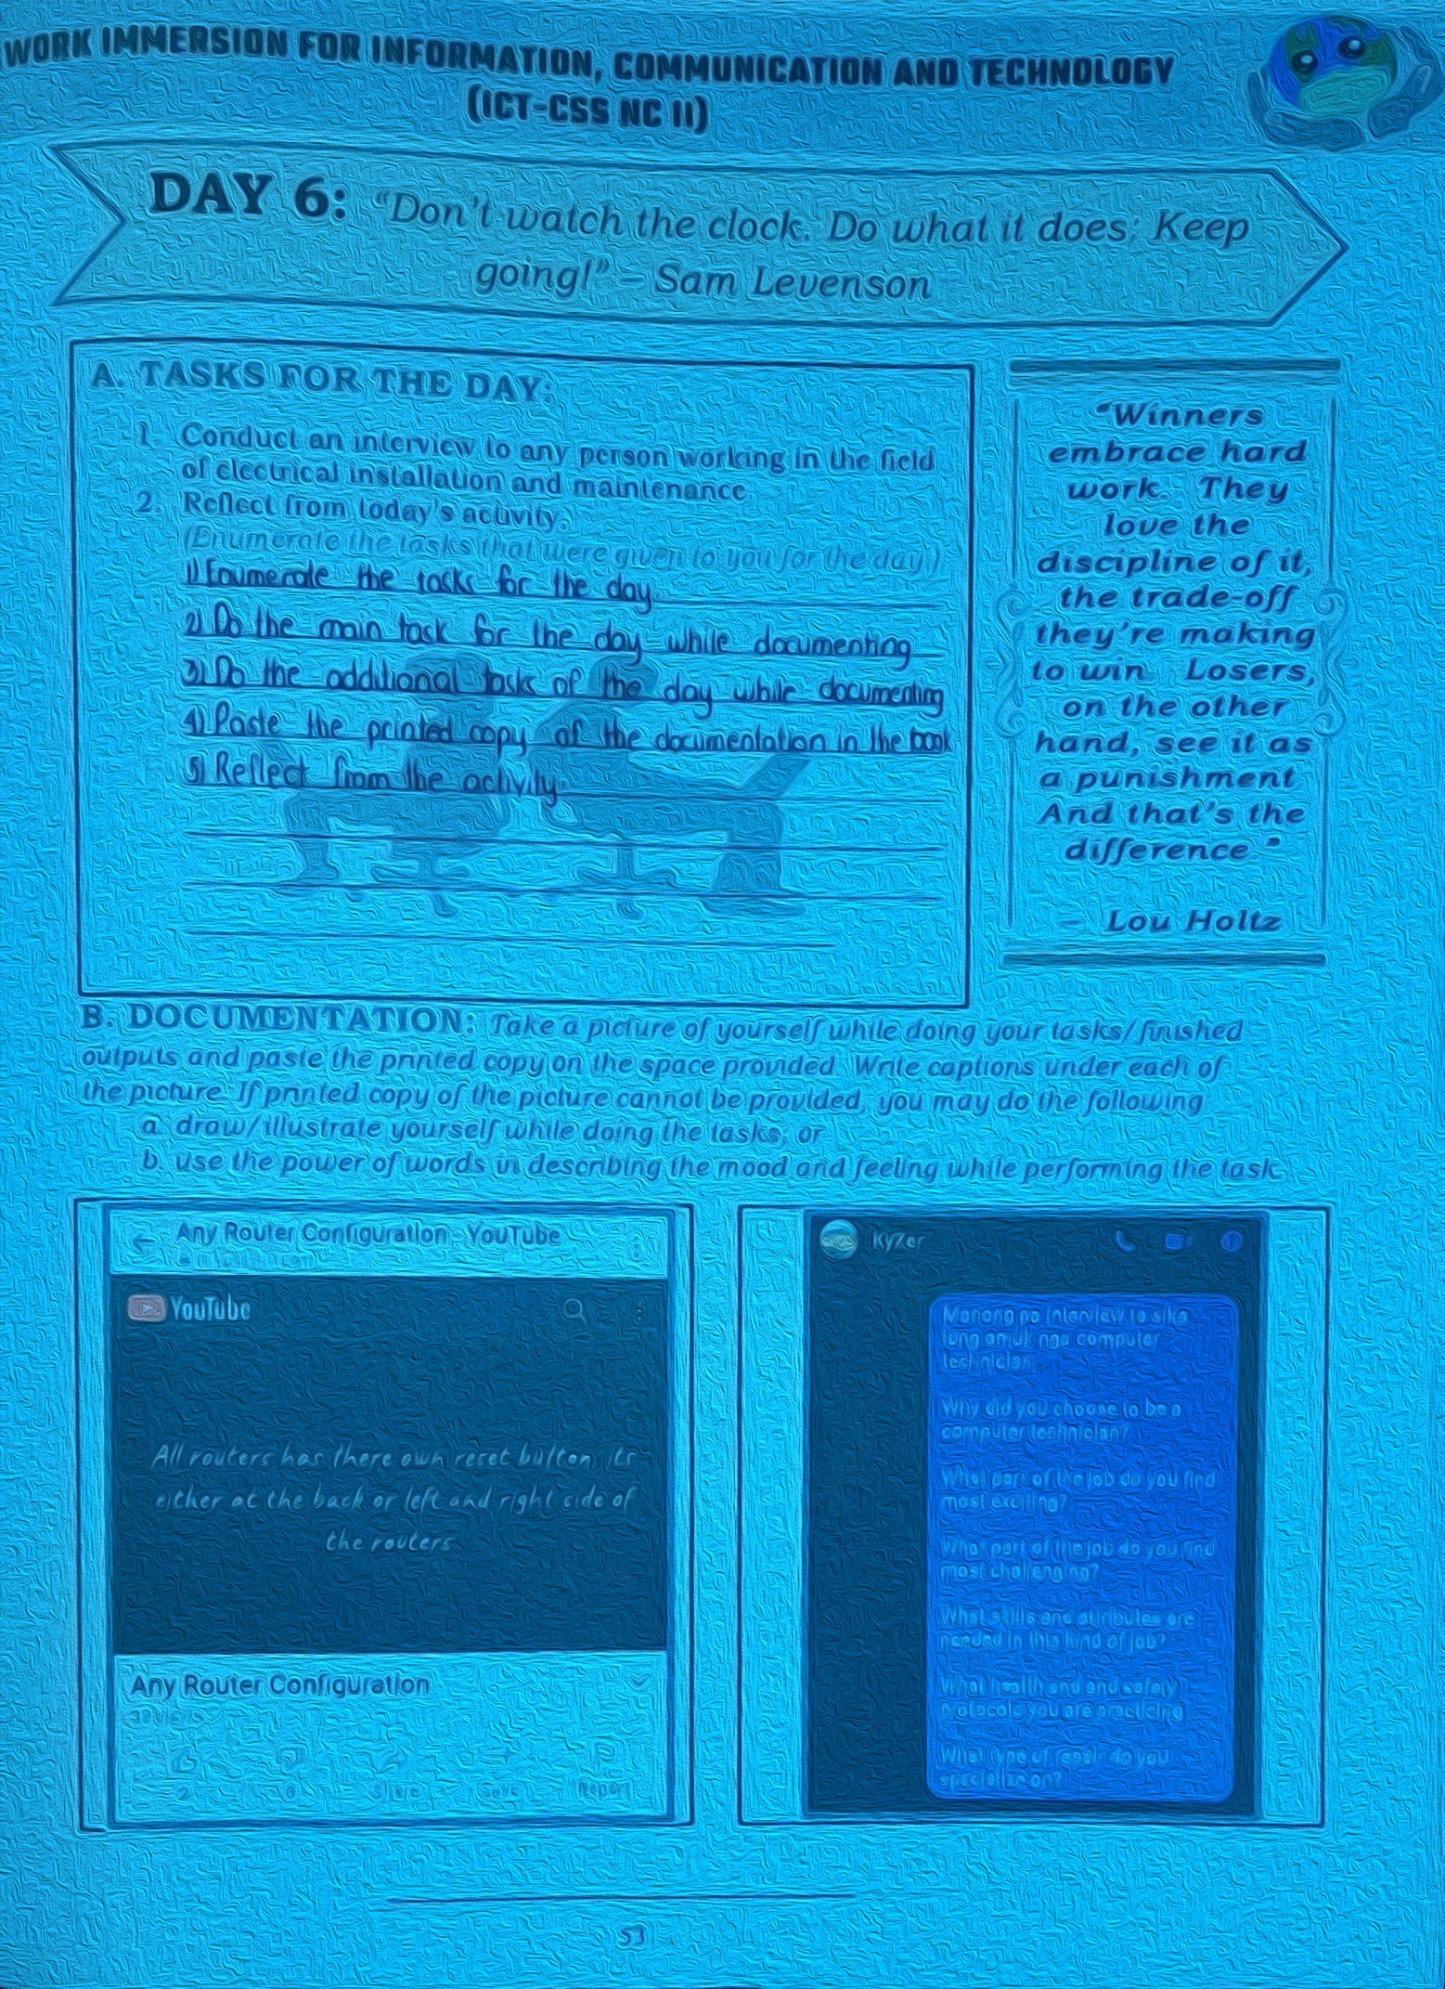 WORK IMMERSION FOR INFORMATION, COMMUNICATION AND TECHNOLOGY
(ICT-CSS NC II)
DAY 6: "Don't watch the clock. Do what it does: Keep
going!" – Sam Levenson
A. TASKS FOR THE DAY:
1. Conduct an interview to any person working in the field
of electrical installation and maintenance.
2. Reflect from today's activity.
(Enumerate the tasks that were given to you for the day.)
1) Enumerate the tasks for the day.
2) Do the main task for the day while documenting
3) Do the additional tasks of the day while documenting
4) Paste the printed copy of the documentation in the book
5) Reflect from the activity.
"Winners
embrace hard
work. They
love the
discipline of it,
the trade-off
they're making
to win. Losers,
on the other
hand, see it as
a punishment
And that's the
difference."
– Lou Holtz
B. DOCUMENTATION: Take a picture of yourself while doing your tasks/finished
outputs and paste the printed copy on the space provided. Write captions under each of
the picture. If printed copy of the picture cannot be provided, you may do the following
a. draw/illustrate yourself while doing the tasks; or
b. use the power of words in describing the mood and feeling while performing the task.
Any Router Configuration - YouTube
YouTube
All routers has there own reset button, its
either at the back or left and right side of
the routers
Any Router Configuration
2 0 Share Save Report
Kyzer
Manong pa interview to sika
lung amuk nga computer
technician
Why did you choose to be a
computer technician?
What part of the job do you find
most exciting?
What part of the job do you find
most challenging?
What skills and attributes are
needed in this kind of job?
What health and and safety
protocols you are practicing
What type of repair do you
specialize on?
53